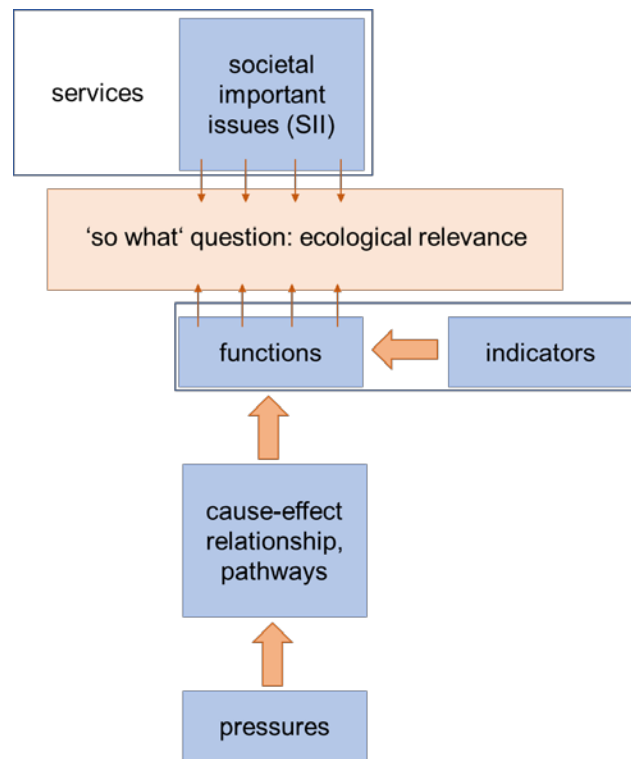 services
societal
important
issues (SII)
‘so what‘ question: ecological relevance
functions
indicators
cause-effect
relationship,
pathways
pressures